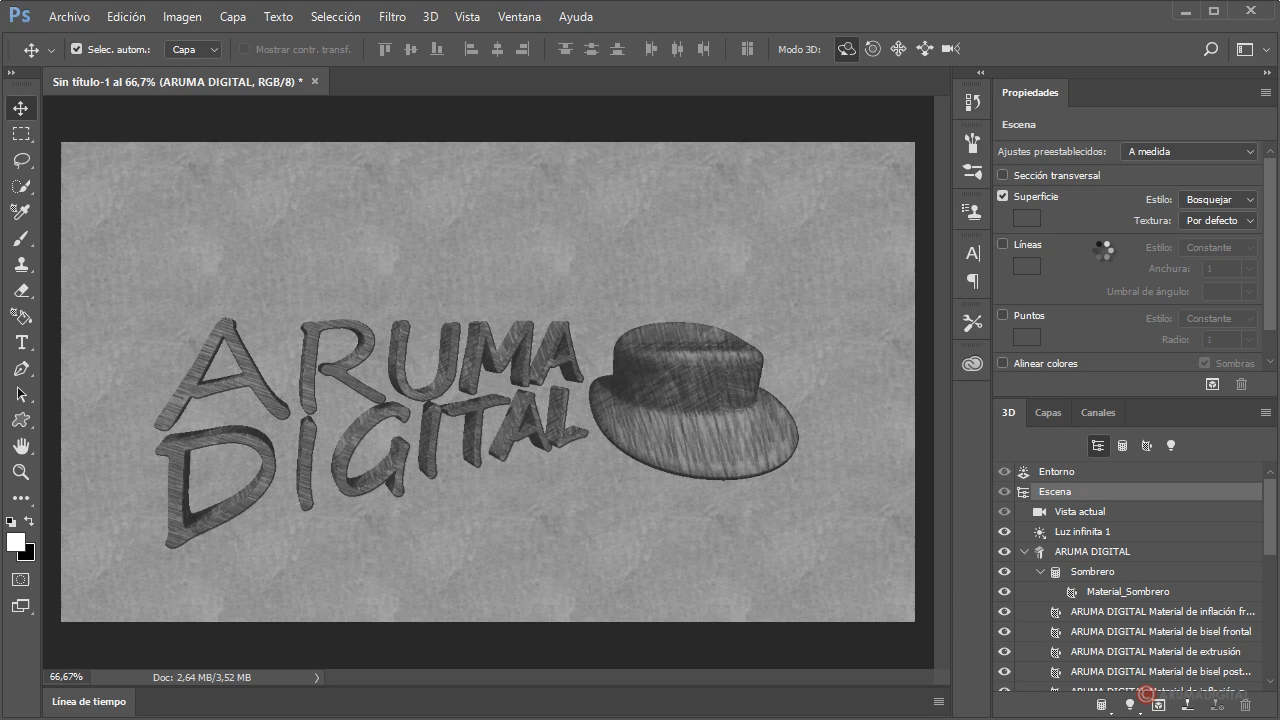 Ps Archivo Edición Imagen Capa Texto Selección Filtro 3D Vista Ventana Ayuda
Selec. autom.: Capa Mostrar contr. transf. Modo 3D:
Sin título-1 al 66,7% (ARUMA DIGITAL, RGB/8) * ×
ARUMA
DIGITAL
66,67% Doc: 2,64 MB/3,52 MB
Línea de tiempo
Propiedades
Escena
Ajustes preestablecidos: A medida
Sección transversal
Superficie Estilo: Bosquejar
Textura: Por defecto
Líneas Estilo: Constante
Anchura: 1
Umbral de ángulo:
Puntos Estilo: Constante
Radio: 1
Alinear colores Sombras
3D Capas Canales
Entorno
Escena
Vista actual
Luz infinita 1
ARUMA DIGITAL
Sombrero
Material_Sombrero
ARUMA DIGITAL Material de inflación fr...
ARUMA DIGITAL Material de bisel frontal
ARUMA DIGITAL Material de extrusión
ARUMA DIGITAL Material de bisel post...
ARUMA DIGITAL Material de inflación p...
© ARUMADIGITAL